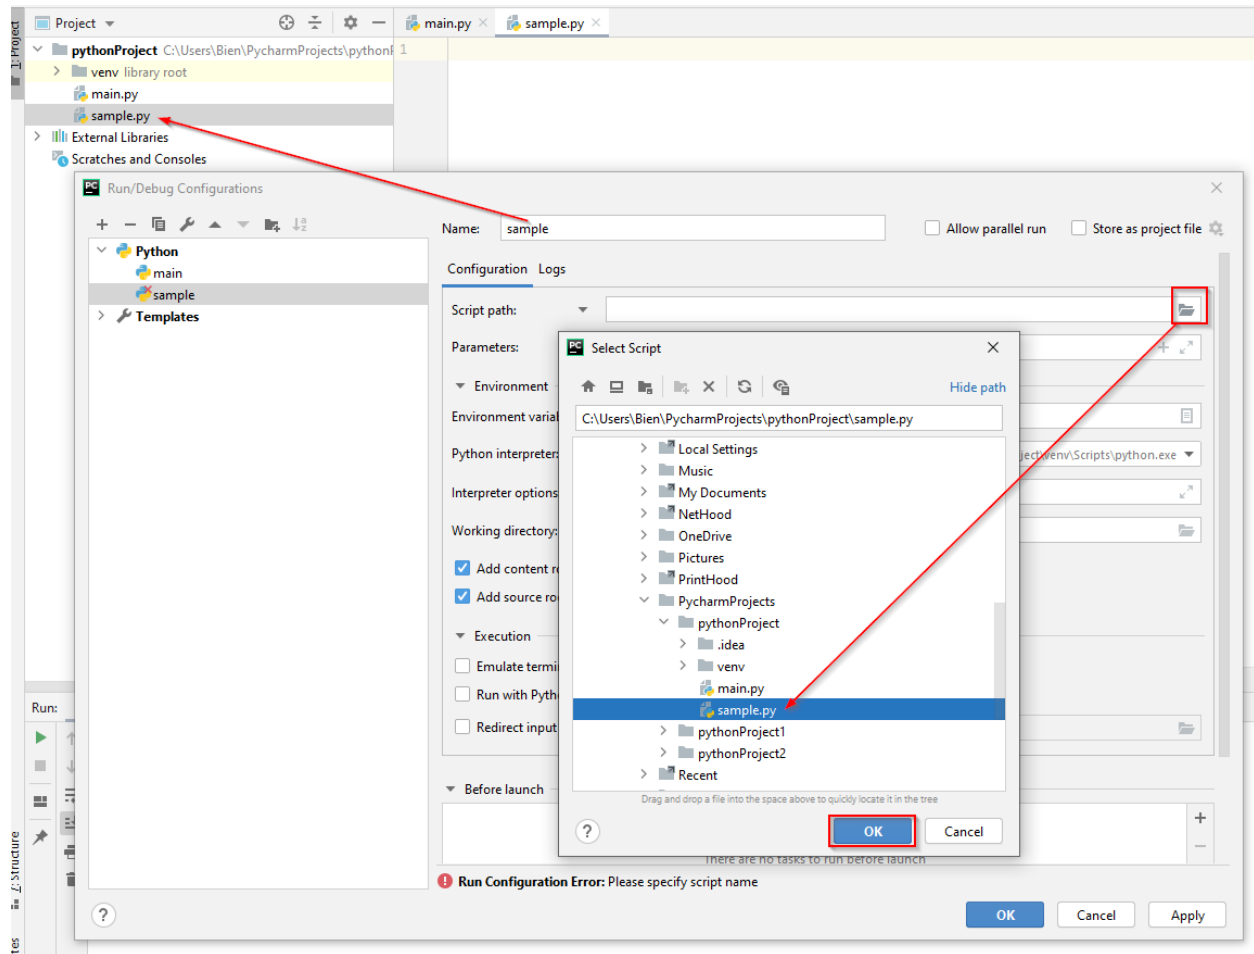 1: Project
Project
main.py
sample.py
pythonProject C:\Users\Bien\PycharmProjects\python
1
venv library root
main.py
sample.py
External Libraries
Scratches and Consoles
PC Run/Debug Configurations
Name: sample
Allow parallel run
Store as project file
Python
main
sample
Templates
Configuration Logs
Script path:
Parameters:
Environment
Environment variab
Python interpreter:
ject\venv\Scripts\python.exe
Interpreter options
Working directory:
Add content r
Add source ro
Execution
Emulate termi
Run with Pyth
Redirect input
Before launch
There are no tasks to run before launch
Run Configuration Error: Please specify script name
OK
Cancel
Apply
PC Select Script
Hide path
C:\Users\Bien\PycharmProjects\pythonProject\sample.py
Local Settings
Music
My Documents
NetHood
OneDrive
Pictures
PrintHood
PycharmProjects
pythonProject
.idea
venv
main.py
sample.py
pythonProject1
pythonProject2
Recent
Drag and drop a file into the space above to quickly locate it in the tree
?
OK
Cancel
?
Run:
Z: Structure